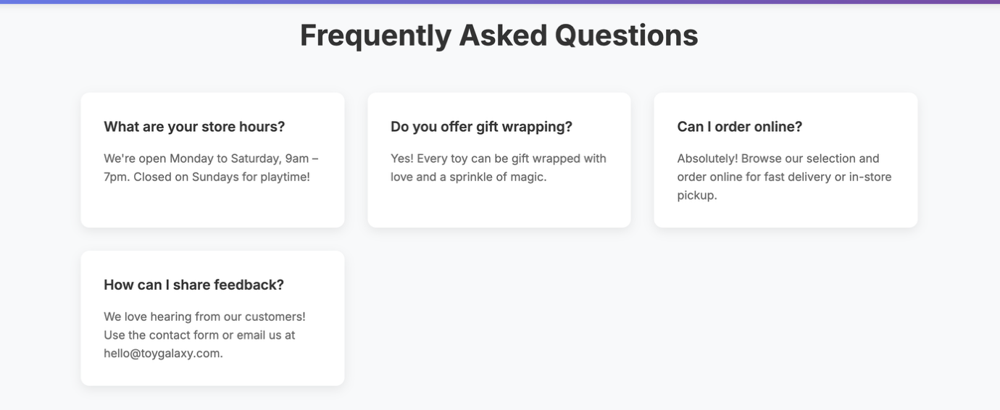 Frequently Asked Questions
What are your store hours?
We're open Monday to Saturday, 9am –
7pm. Closed on Sundays for playtime!
Do you offer gift wrapping?
Yes! Every toy can be gift wrapped with
love and a sprinkle of magic.
Can I order online?
Absolutely! Browse our selection and
order online for fast delivery or in-store
pickup.
How can I share feedback?
We love hearing from our customers!
Use the contact form or email us at
hello@toygalaxy.com.